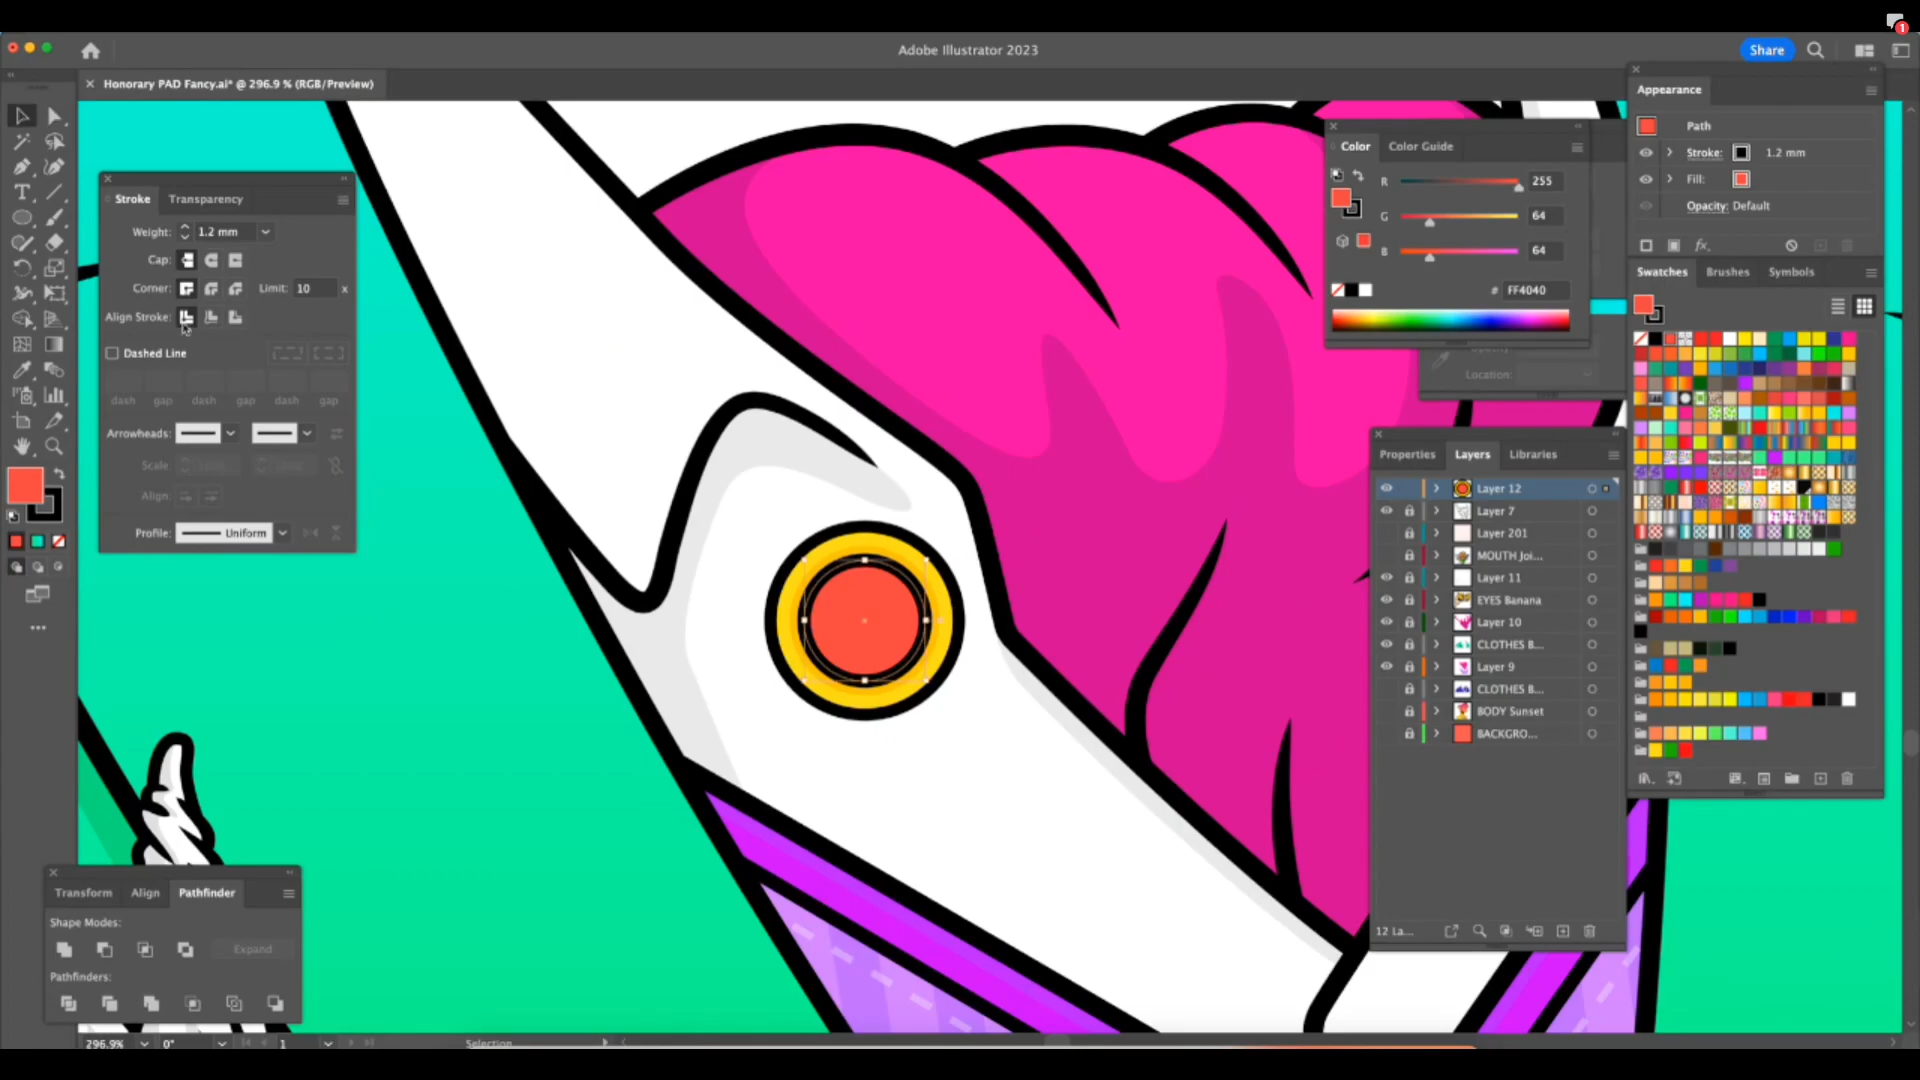 1
Adobe Illustrator 2023
Share
Honorary PAD Fancy.ai* @ 296.9 % (RGB/Preview)
Stroke
Transparency
Weight:
1.2 mm
Cap:
Corner:
Limit:
10
x
Align Stroke:
Dashed Line
dash
gap
dash
gap
dash
gap
Arrowheads:
Scale:
Align:
Profile:
Uniform
Transform
Align
Pathfinder
Shape Modes:
Expand
Pathfinders:
296.9%
0°
1
Selection
Color
Color Guide
R
255
G
64
B
64
#
FF4040
Location:
Properties
Layers
Libraries
Layer 12
Layer 7
Layer 201
MOUTH Joi...
Layer 11
EYES Banana
Layer 10
CLOTHES B...
Layer 9
CLOTHES B...
BODY Sunset
BACKGRO...
12 La...
Appearance
Path
Stroke:
1.2 mm
Fill:
Opacity: Default
fx
Swatches
Brushes
Symbols